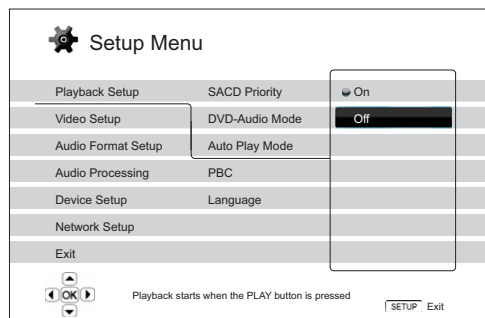 Setup Menu
Playback Setup SACD Priority On
Video Setup DVD-Audio Mode Off
Audio Format Setup Auto Play Mode
Audio Processing PBC
Device Setup Language
Network Setup
Exit
OK Playback starts when the PLAY button is pressed SETUP Exit